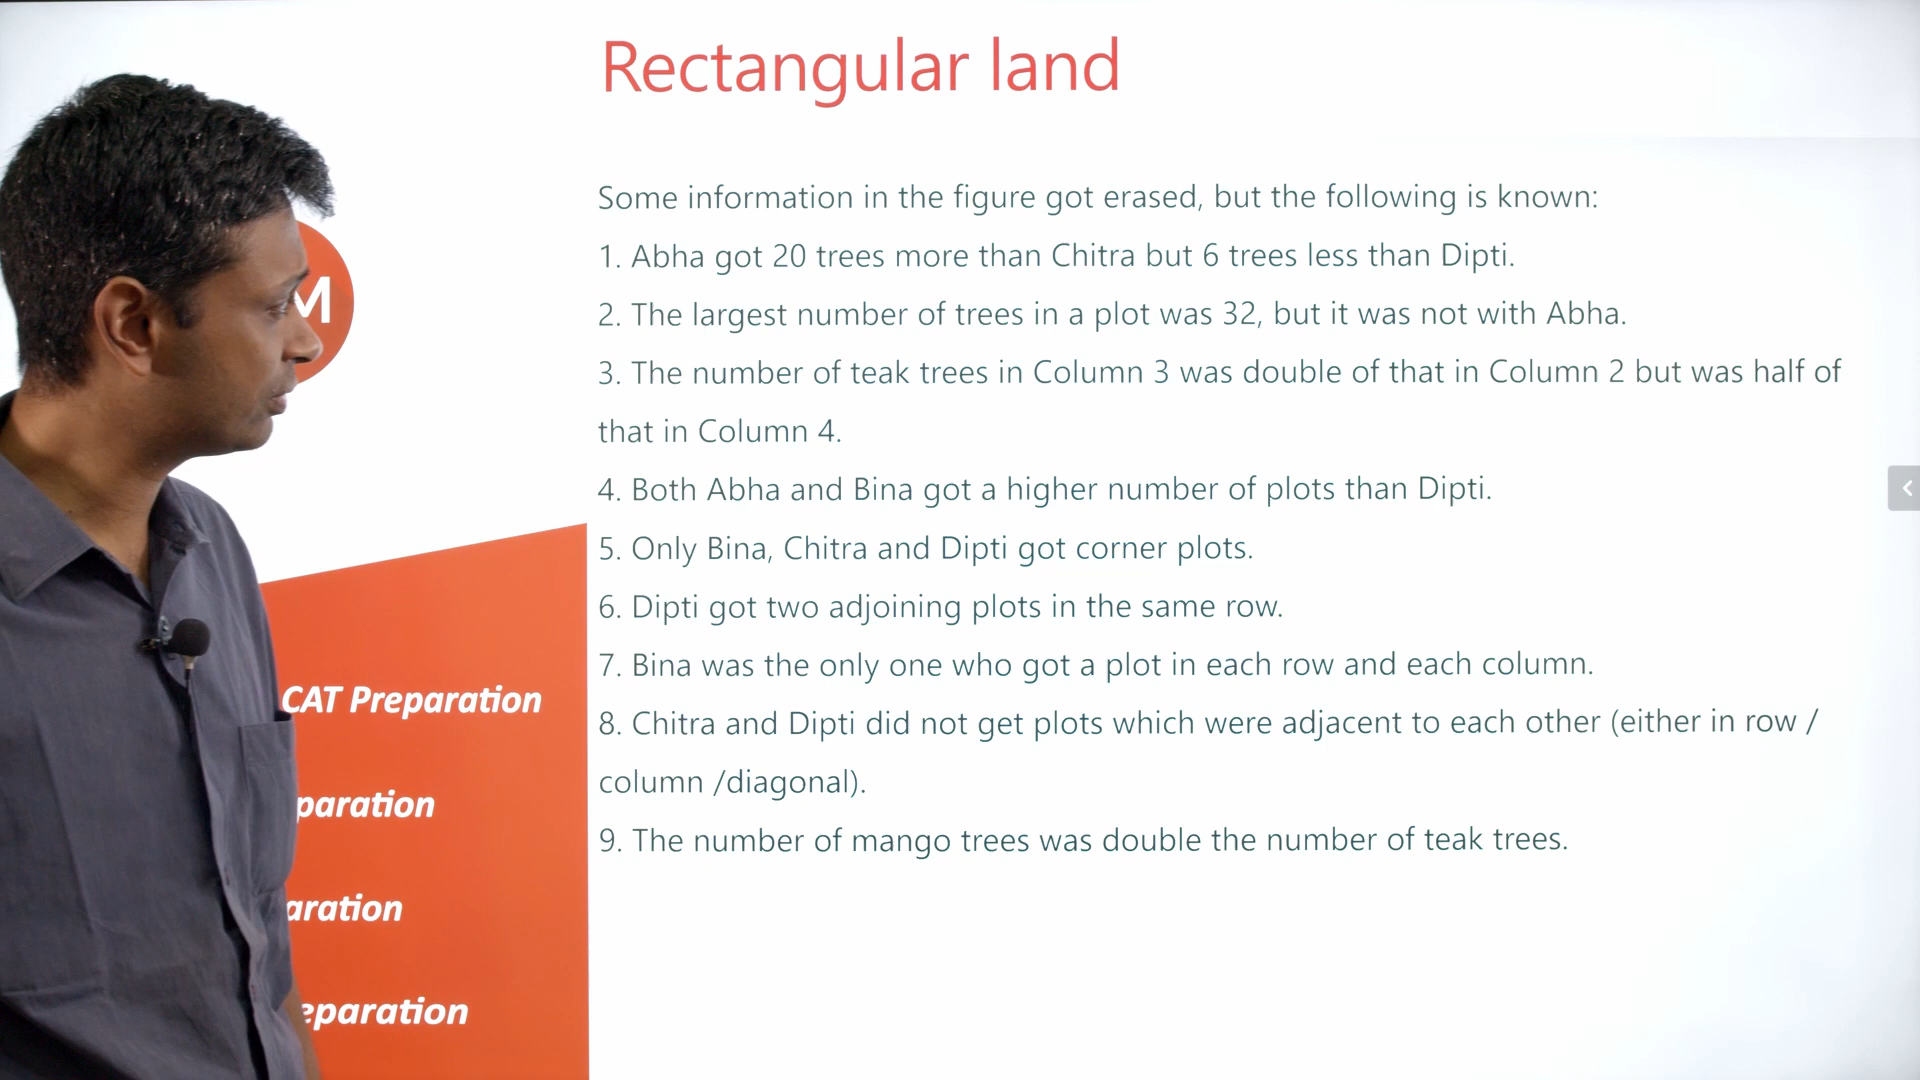 Rectangular land
Some information in the figure got erased, but the following is known:
1. Abha got 20 trees more than Chitra but 6 trees less than Dipti.
2. The largest number of trees in a plot was 32, but it was not with Abha.
3. The number of teak trees in Column 3 was double of that in Column 2 but was half of
that in Column 4.
4. Both Abha and Bina got a higher number of plots than Dipti.
5. Only Bina, Chitra and Dipti got corner plots.
6. Dipti got two adjoining plots in the same row.
7. Bina was the only one who got a plot in each row and each column.
8. Chitra and Dipti did not get plots which were adjacent to each other (either in row /
column /diagonal).
9. The number of mango trees was double the number of teak trees.
M
CAT Preparation
paration
aration
eparation